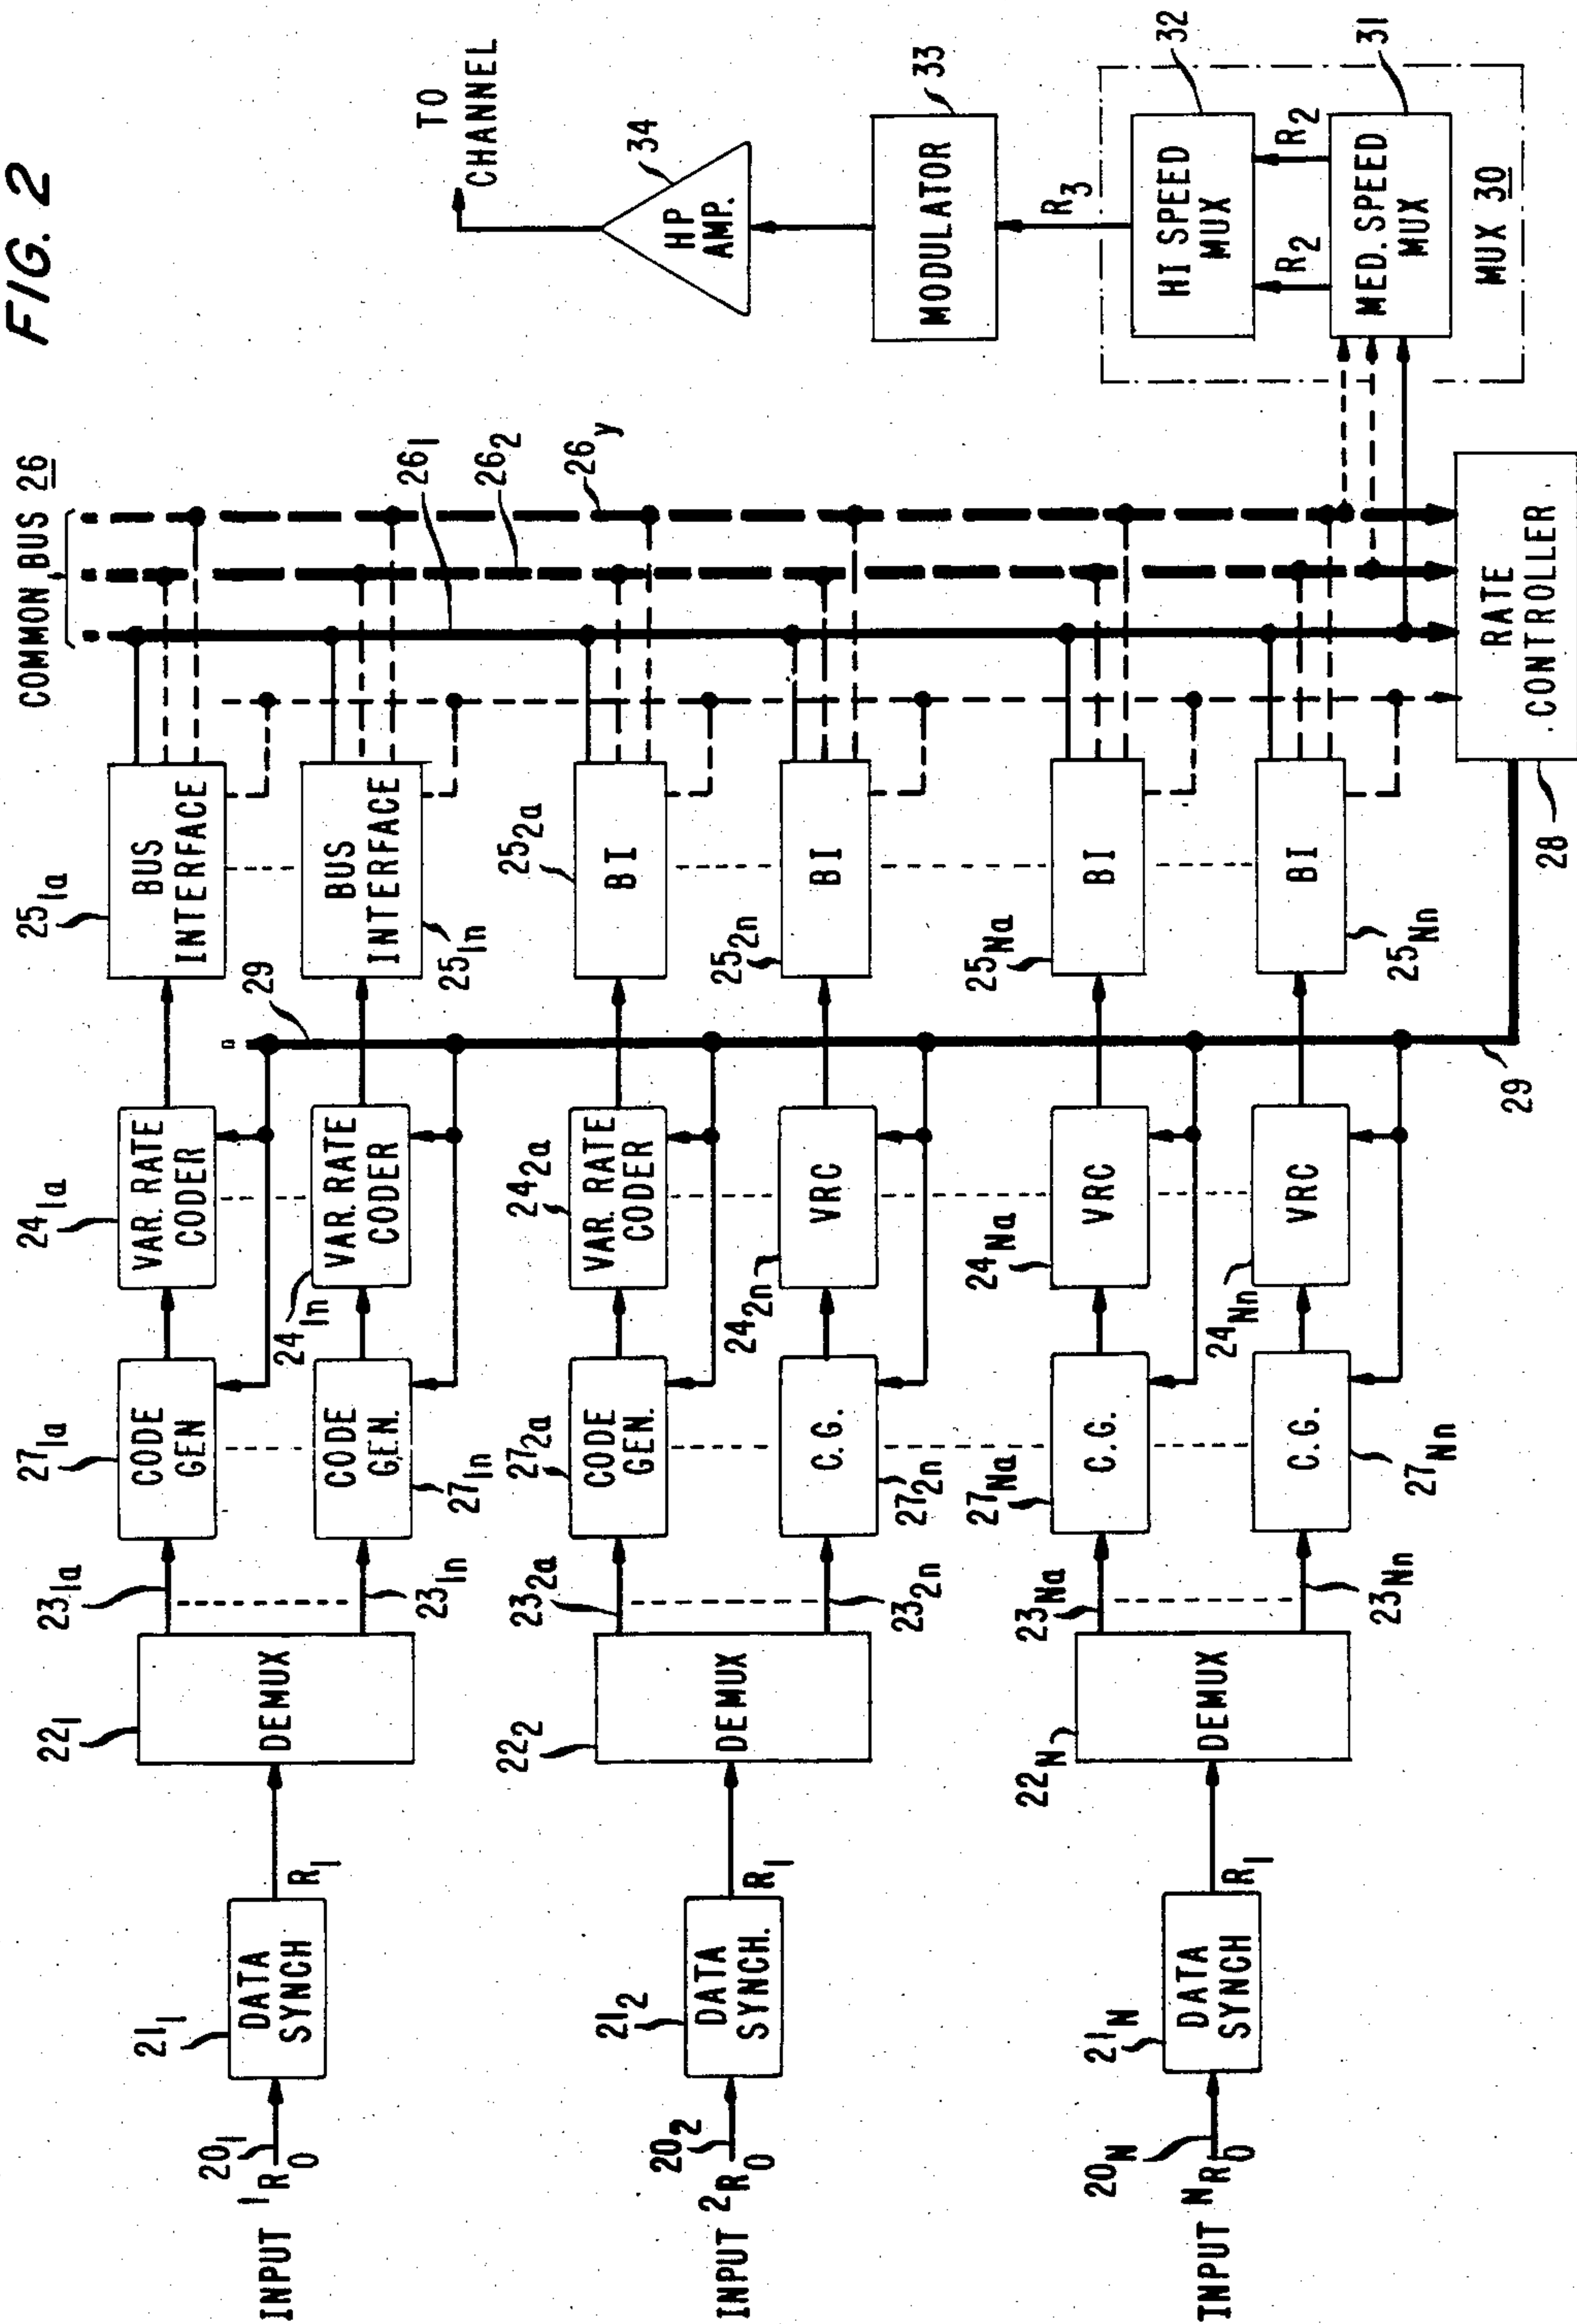 FIG. 2
COMMON BUS 26
TO
CHANNEL
INPUT 1
R0
20₁
21₁
DATA
SYNCH
R₁
22₁
DEMUX
23₁a
23₁n
27₁a
CODE
GEN
27₁n
CODE
GEN.
24₁a
VAR. RATE
CODER
24₁n
VAR. RATE
CODER
29
25₁a
BUS
INTERFACE
25₁n
BUS
INTERFACE
26₁
26₂
26y
INPUT 2
R0
20₂
21₂
DATA
SYNCH.
R₁
22₂
DEMUX
23₂a
23₂n
27₂a
CODE
GEN.
27₂n
C.G.
24₂a
VAR. RATE
CODER
24₂n
VRC
25₂a
BI
25₂n
BI
INPUT N
R0
20N
21N
DATA
SYNCH
R₁
22N
DEMUX
23Na
23Nn
27Na
C.G.
27Nn
C.G.
24Na
VRC
24Nn
VRC
25Na
BI
25Nn
BI
29
28
RATE
CONTROLLER
34
HP
AMP.
33
MODULATOR
R₃
32
HI SPEED
MUX
R₂
R₂
31
MED. SPEED
MUX
MUX 30